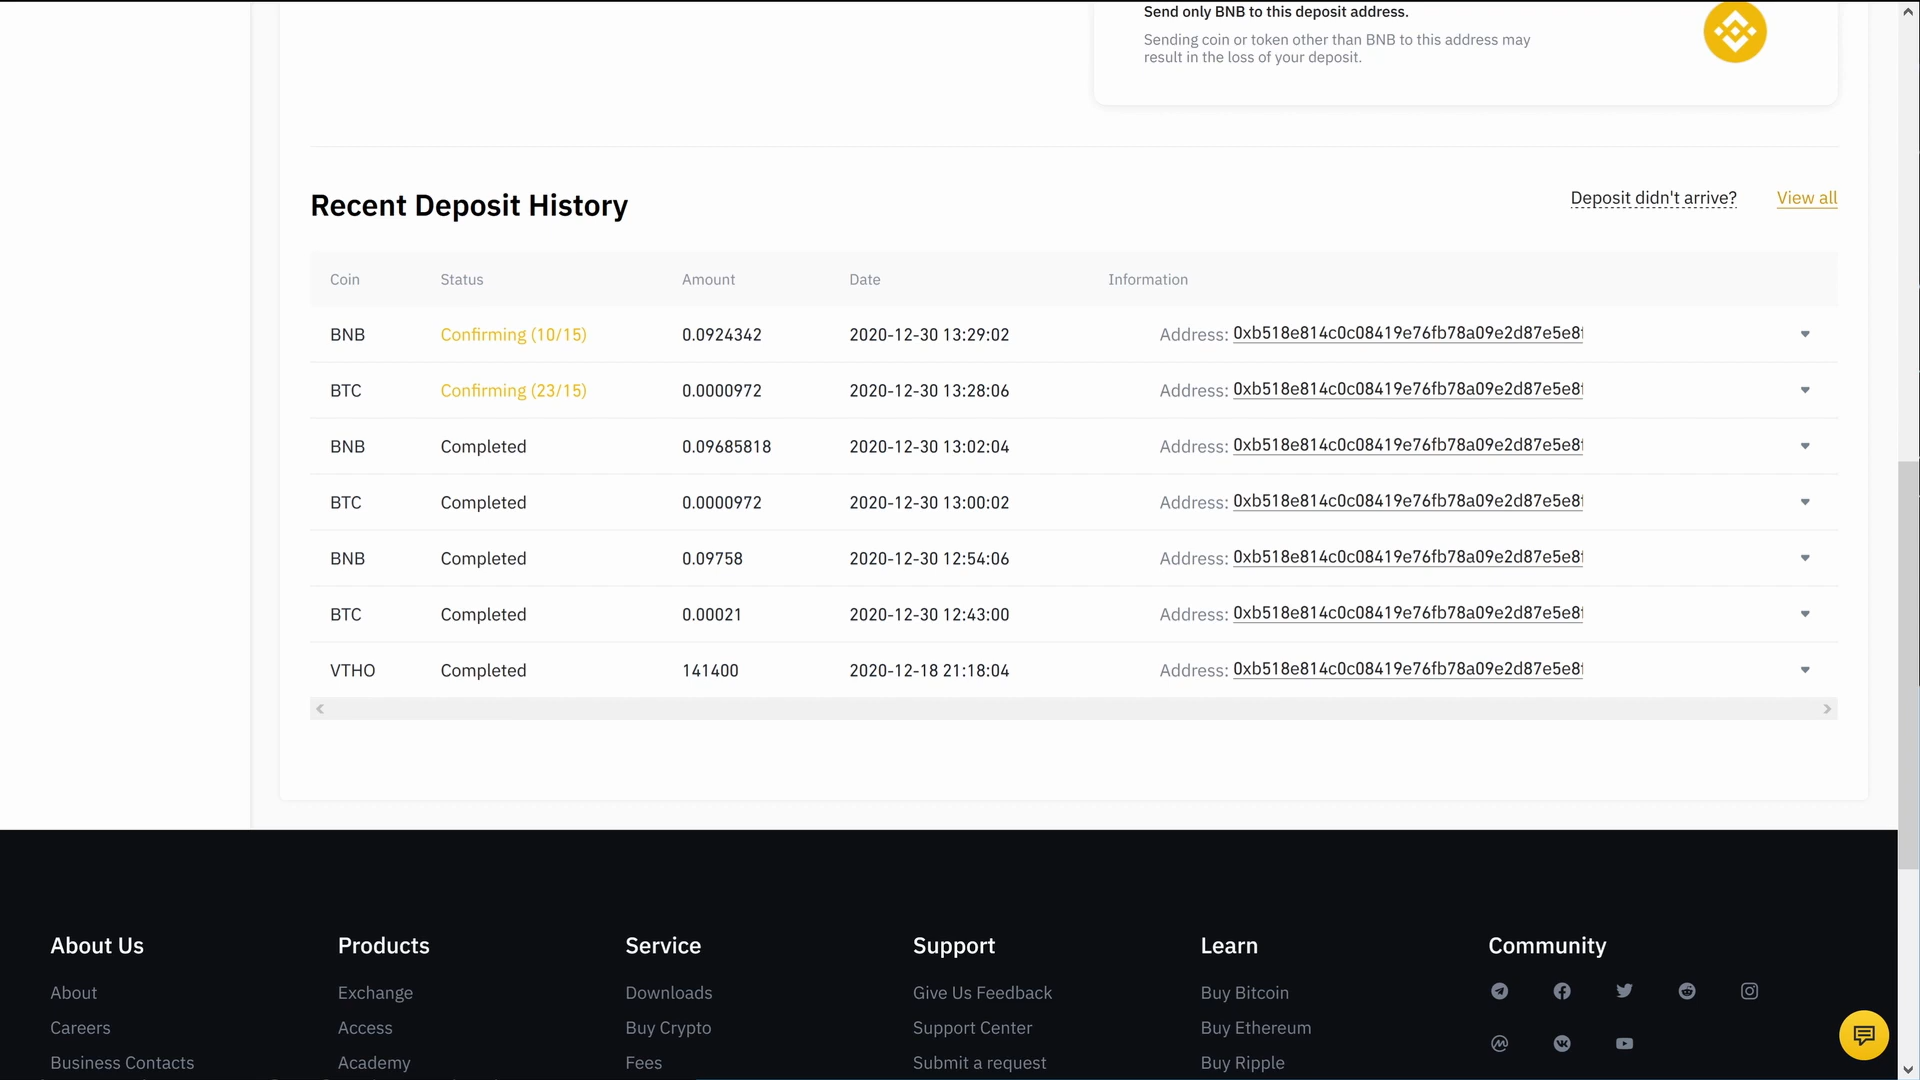 Send only BNB to this deposit address.
Sending coin or token other than BNB to this address may
result in the loss of your deposit.
Recent Deposit History
Deposit didn't arrive?
View all
Coin Status Amount Date Information
BNB Confirming (10/15) 0.0924342 2020-12-30 13:29:02 Address: 0xb518e814c0c08419e76fb78a09e2d87e5e8f
BTC Confirming (23/15) 0.0000972 2020-12-30 13:28:06 Address: 0xb518e814c0c08419e76fb78a09e2d87e5e8f
BNB Completed 0.09685818 2020-12-30 13:02:04 Address: 0xb518e814c0c08419e76fb78a09e2d87e5e8f
BTC Completed 0.0000972 2020-12-30 13:00:02 Address: 0xb518e814c0c08419e76fb78a09e2d87e5e8f
BNB Completed 0.09758 2020-12-30 12:54:06 Address: 0xb518e814c0c08419e76fb78a09e2d87e5e8f
BTC Completed 0.00021 2020-12-30 12:43:00 Address: 0xb518e814c0c08419e76fb78a09e2d87e5e8f
VTHO Completed 141400 2020-12-18 21:18:04 Address: 0xb518e814c0c08419e76fb78a09e2d87e5e8f
About Us Products Service Support Learn Community
About Exchange Downloads Give Us Feedback Buy Bitcoin
Careers Access Buy Crypto Support Center Buy Ethereum
Business Contacts Academy Fees Submit a request Buy Ripple